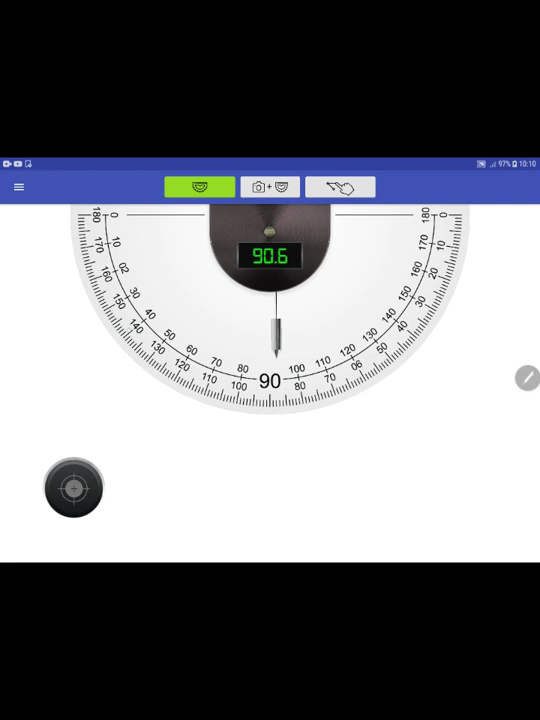 97% 10:10
+
180 0 180 0
90.6
170 10 170 10
160 02 160 20
150 30 150 30
140 40 140 40
130 50 130 50
120 60 120 06
110 70 110 70
100 80 100 80
90